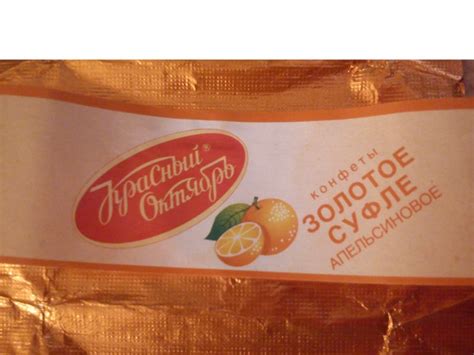 Красный®
Октябрь
конфеты
ЗОЛОТОЕ
СУФЛЕ
АПЕЛЬСИНОВОЕ